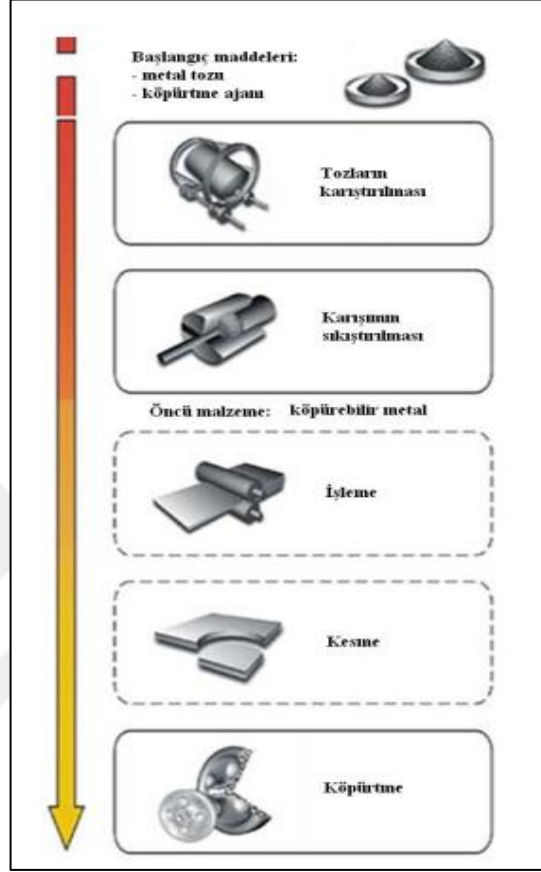 Başlangıç maddeleri:
- metal tozu
- köpürtme ajanı
Tozların
karıştırılması
Karışımın
sıkıştırılması
Öncü malzeme: köpürebilir metal
İşleme
Kesme
Köpürtme